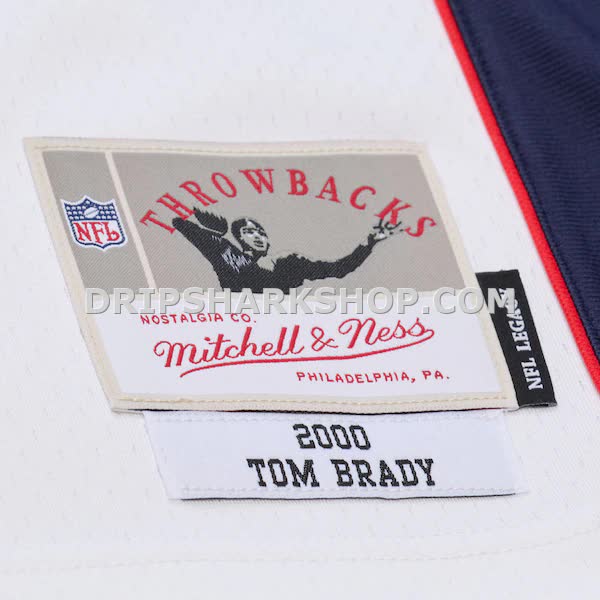 NFL
THROWBACKS
DRIPSHARKSHOP.COM
NOSTALGIA CO.
Mitchell & Ness
PHILADELPHIA, PA.
NFL LEGACY
2000
TOM BRADY